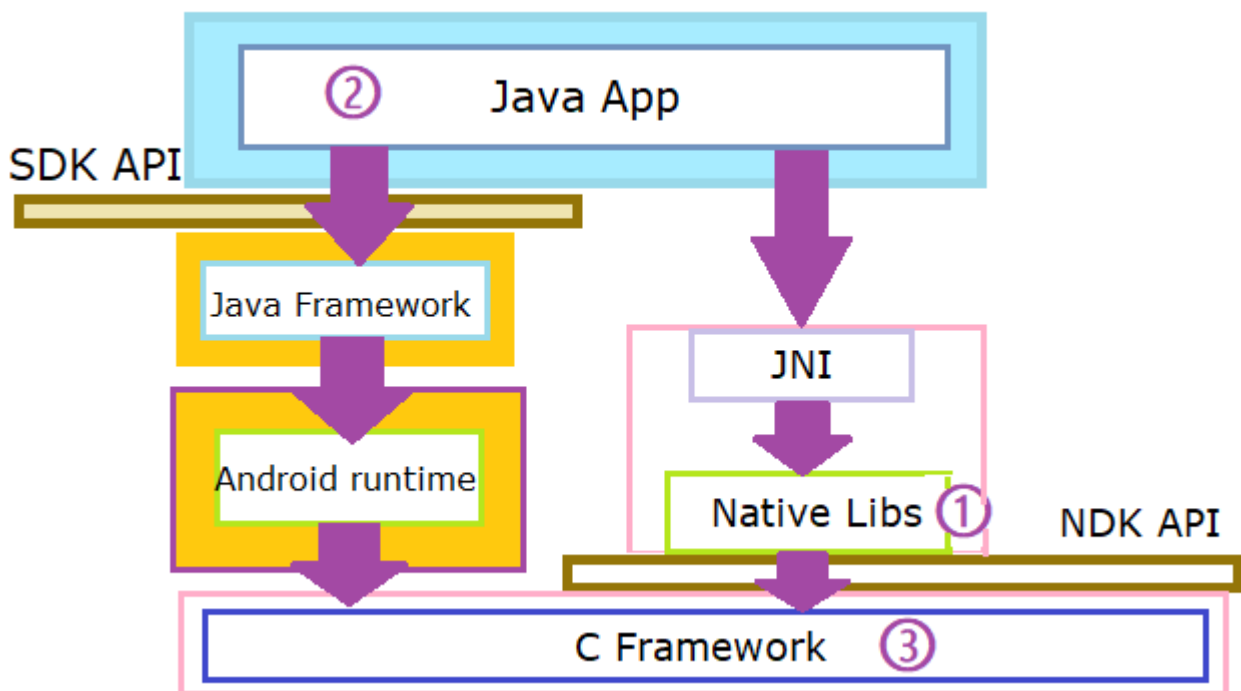 ② Java App
SDK API
Java Framework
JNI
Android runtime
Native Libs ①
NDK API
C Framework ③